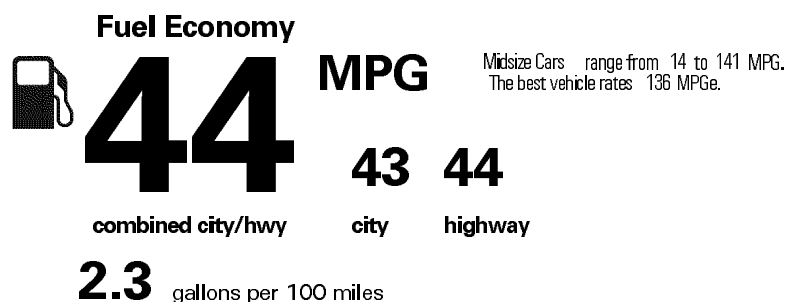 Fuel Economy
44 MPG
Midsize Cars range from 14 to 141 MPG.
The best vehicle rates 136 MPGe.
43 44
combined city/hwy city highway
2.3 gallons per 100 miles